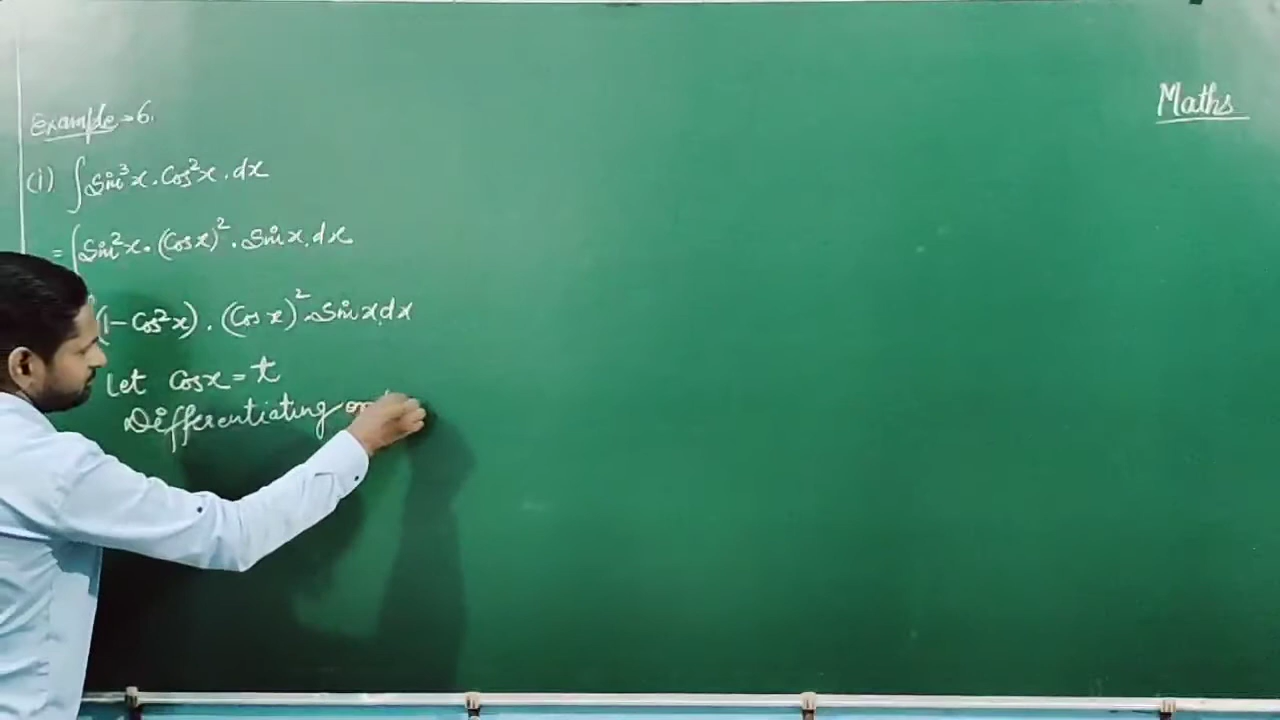 Maths
Example → 6.
(i) ∫ Sin³x . Cos²x . dx
= ∫ Sin²x . (Cos x)² . Sin x . dx
(1 - Cos²x) . (Cos x)² . Sin x . dx
Let Cos x = t
Differentiating on